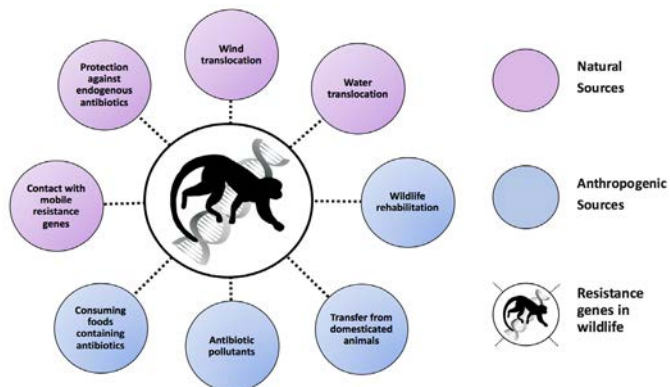 Wind
translocation
Protection
against
endogenous
antibiotics
Water
translocation
Contact with
mobile
resistance
genes
Wildlife
rehabilitation
Consuming
foods
containing
antibiotics
Antibiotic
pollutants
Transfer from
domesticated
animals
Natural
Sources
Anthropogenic
Sources
Resistance
genes in
wildlife